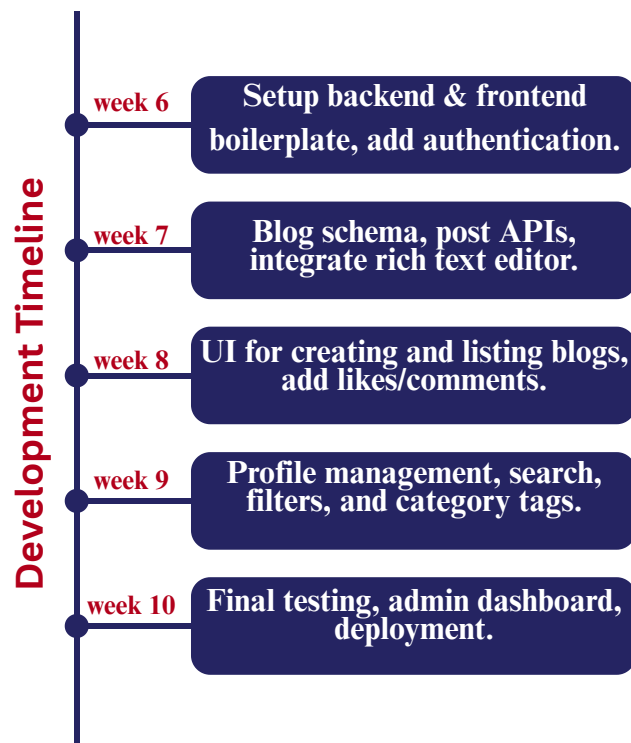 Development Timeline
week 6
Setup backend & frontend
boilerplate, add authentication.
week 7
Blog schema, post APIs,
integrate rich text editor.
week 8
UI for creating and listing blogs,
add likes/comments.
week 9
Profile management, search,
filters, and category tags.
week 10
Final testing, admin dashboard,
deployment.